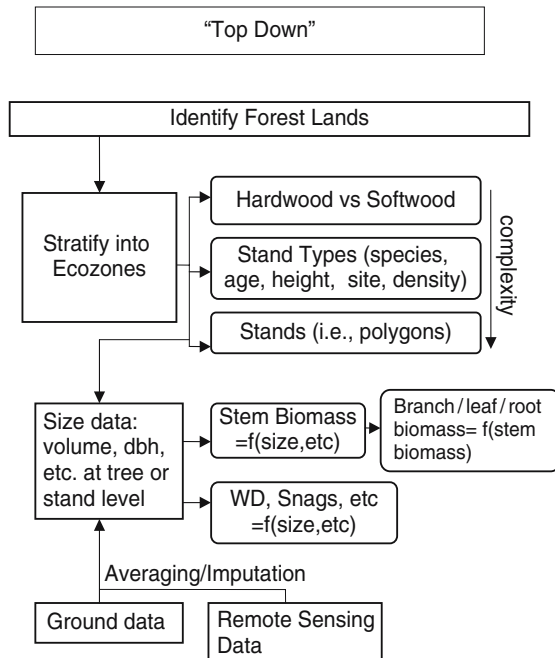 “Top Down”
Identify Forest Lands
Stratify into
Ecozones
Hardwood vs Softwood
Stand Types (species,
age, height, site, density)
Stands (i.e., polygons)
complexity
Size data:
volume, dbh,
etc. at tree or
stand level
Stem Biomass
=f(size,etc)
Branch/leaf/root
biomass= f(stem
biomass)
WD, Snags, etc
=f(size,etc)
Averaging/Imputation
Ground data
Remote Sensing
Data